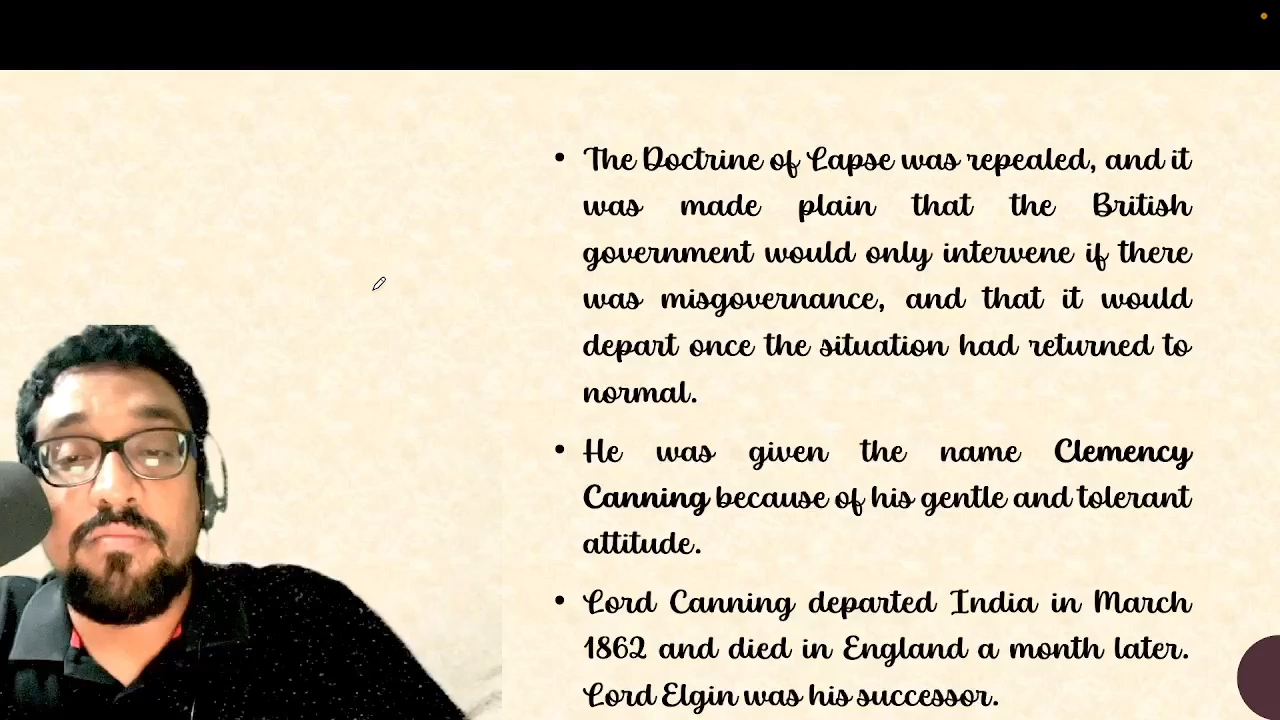 • The Doctrine of Lapse was repealed, and it
was made plain that the British
government would only intervene if there
was misgovernance, and that it would
depart once the situation had returned to
normal.
• He was given the name Clemency
Canning because of his gentle and tolerant
attitude.
• Lord Canning departed India in March
1862 and died in England a month later.
Lord Elgin was his successor.